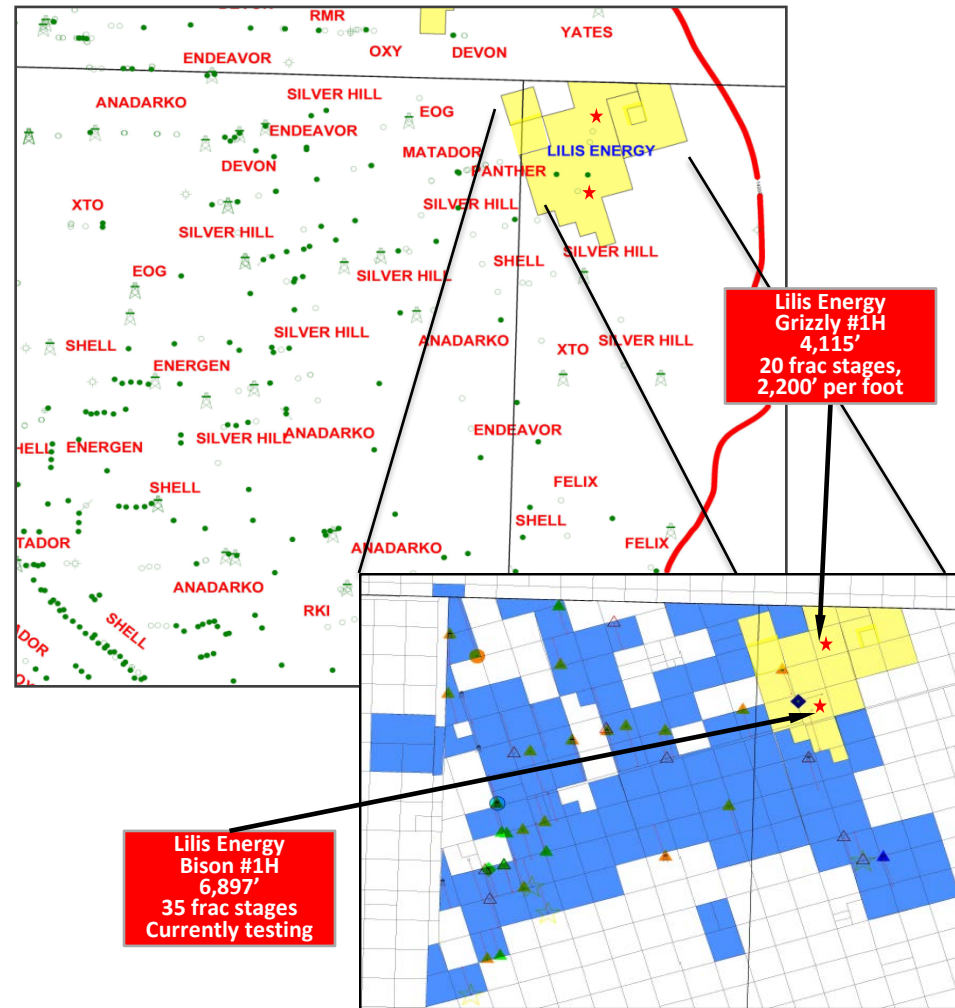 DEVON
RMR
OXY
DEVON
YATES
ENDEAVOR
ANADARKO
SILVER HILL
EOG
ENDEAVOR
DEVON
MATADOR
LILIS ENERGY
PANTHER
XTO
SILVER HILL
SILVER HILL
SILVER HILL
EOG
SHELL
SILVER HILL
Lilis Energy
Grizzly #1H
4,115'
20 frac stages,
2,200' per foot
SILVER HILL
SHELL
ANADARKO
SILVER HILL
XTO
ENERGEN
SILVER HILL
ANADARKO
ENDEAVOR
HELL
ENERGEN
SHELL
FELIX
SHELL
TADOR
ANADARKO
FELIX
ANADARKO
RKI
SHELL
ADOR
Lilis Energy
Bison #1H
6,897'
35 frac stages
Currently testing